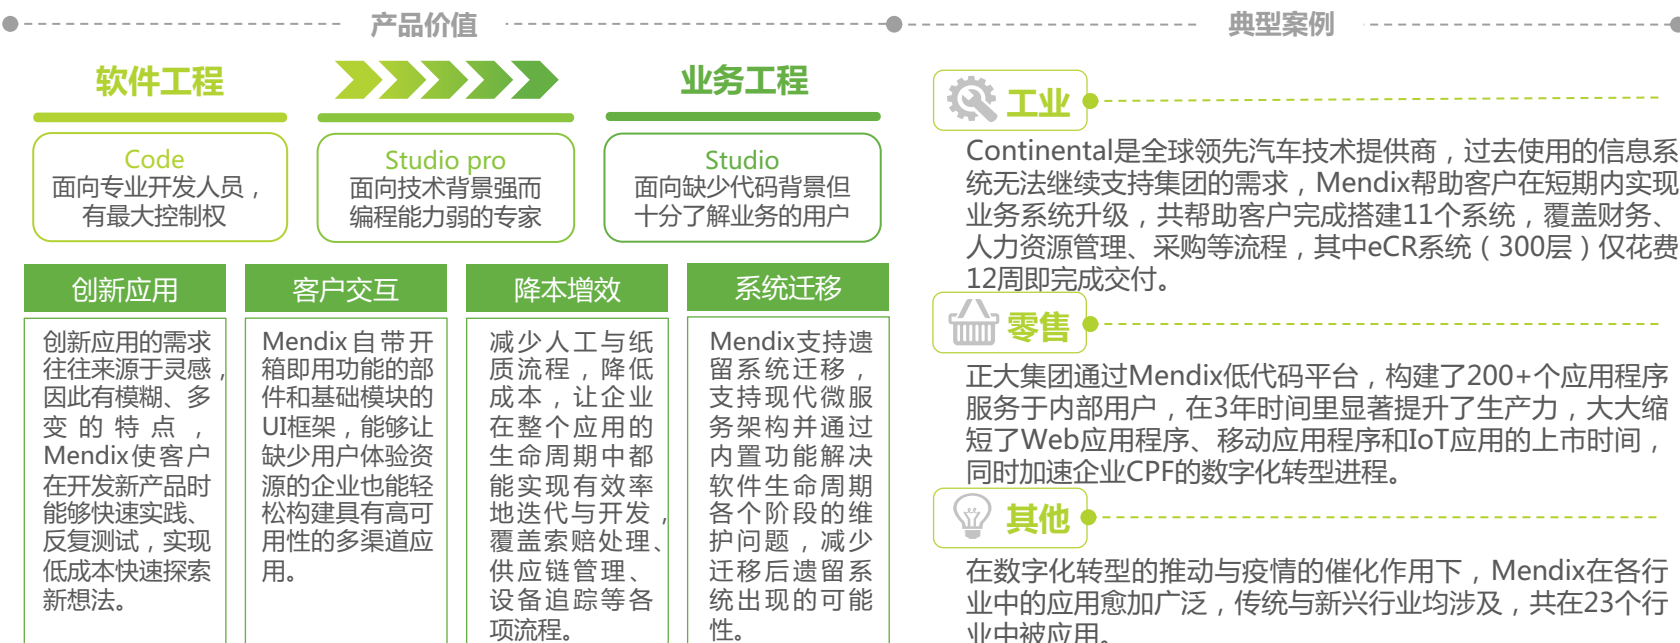 产品价值
软件工程
业务工程
Code
面向专业开发人员，
有最大控制权
Studio pro
面向技术背景强而
编程能力弱的专家
Studio
面向缺少代码背景但
十分了解业务的用户
创新应用
创新应用的需求
往往来源于灵感，
因此有模糊、多
变的特点，
Mendix使客户
在开发新产品时
能够快速实践、
反复测试，实现
低成本快速探索
新想法。
客户交互
Mendix自带开
箱即用功能的部
件和基础模块的
UI框架，能够让
缺少用户体验资
源的企业也能轻
松构建具有高可
用性的多渠道应
用。
降本增效
减少人工与纸
质流程，降低
成本，让企业
在整个应用的
生命周期中都
能实现有效率
地迭代与开发，
覆盖索赔处理、
供应链管理、
设备追踪等各
项流程。
系统迁移
Mendix支持遗
留系统迁移，
支持现代微服
务架构并通过
内置功能解决
软件生命周期
各个阶段的维
护问题，减少
迁移后遗留系
统出现的可能
性。
典型案例
工业
Continental是全球领先汽车技术提供商，过去使用的信息系
统无法继续支持集团的需求，Mendix帮助客户在短期内实现
业务系统升级，共帮助客户完成搭建11个系统，覆盖财务、
人力资源管理、采购等流程，其中eCR系统（300层）仅花费
12周即完成交付。
零售
正大集团通过Mendix低代码平台，构建了200+个应用程序
服务于内部用户，在3年时间里显著提升了生产力，大大缩
短了Web应用程序、移动应用程序和IoT应用的上市时间，
同时加速企业CPF的数字化转型进程。
其他
在数字化转型的推动与疫情的催化作用下，Mendix在各行
业中的应用愈加广泛，传统与新兴行业均涉及，共在23个行
业中被应用。